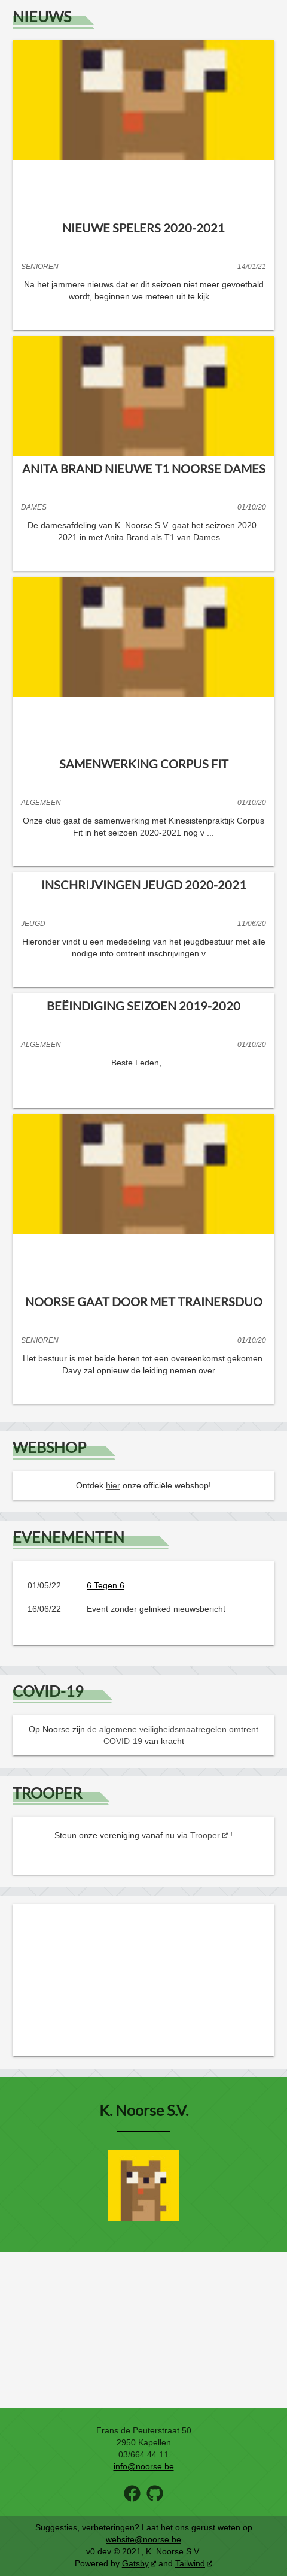 NIEUWS
NIEUWE SPELERS 2020-2021
SENIOREN 14/01/21
Na het jammere nieuws dat er dit seizoen niet meer gevoetbald
wordt, beginnen we meteen uit te kijk ...
ANITA BRAND NIEUWE T1 NOORSE DAMES
DAMES 01/10/20
De damesafdeling van K. Noorse S.V. gaat het seizoen 2020-
2021 in met Anita Brand als T1 van Dames ...
SAMENWERKING CORPUS FIT
ALGEMEEN 01/10/20
Onze club gaat de samenwerking met Kinesistenpraktijk Corpus
Fit in het seizoen 2020-2021 nog v ...
INSCHRIJVINGEN JEUGD 2020-2021
JEUGD 11/06/20
Hieronder vindt u een mededeling van het jeugdbestuur met alle
nodige info omtrent inschrijvingen v ...
BEËINDIGING SEIZOEN 2019-2020
ALGEMEEN 01/10/20
Beste Leden, ...
NOORSE GAAT DOOR MET TRAINERSDUO
SENIOREN 01/10/20
Het bestuur is met beide heren tot een overeenkomst gekomen.
Davy zal opnieuw de leiding nemen over ...
WEBSHOP
Ontdek hier onze officiële webshop!
EVENEMENTEN
01/05/22 6 Tegen 6
16/06/22 Event zonder gelinked nieuwsbericht
COVID-19
Op Noorse zijn de algemene veiligheidsmaatregelen omtrent
COVID-19 van kracht
TROOPER
Steun onze vereniging vanaf nu via Trooper !
K. Noorse S.V.
Frans de Peuterstraat 50
2950 Kapellen
03/664.44.11
info@noorse.be
Suggesties, verbeteringen? Laat het ons gerust weten op
website@noorse.be
v0.dev © 2021, K. Noorse S.V.
Powered by Gatsby and Tailwind